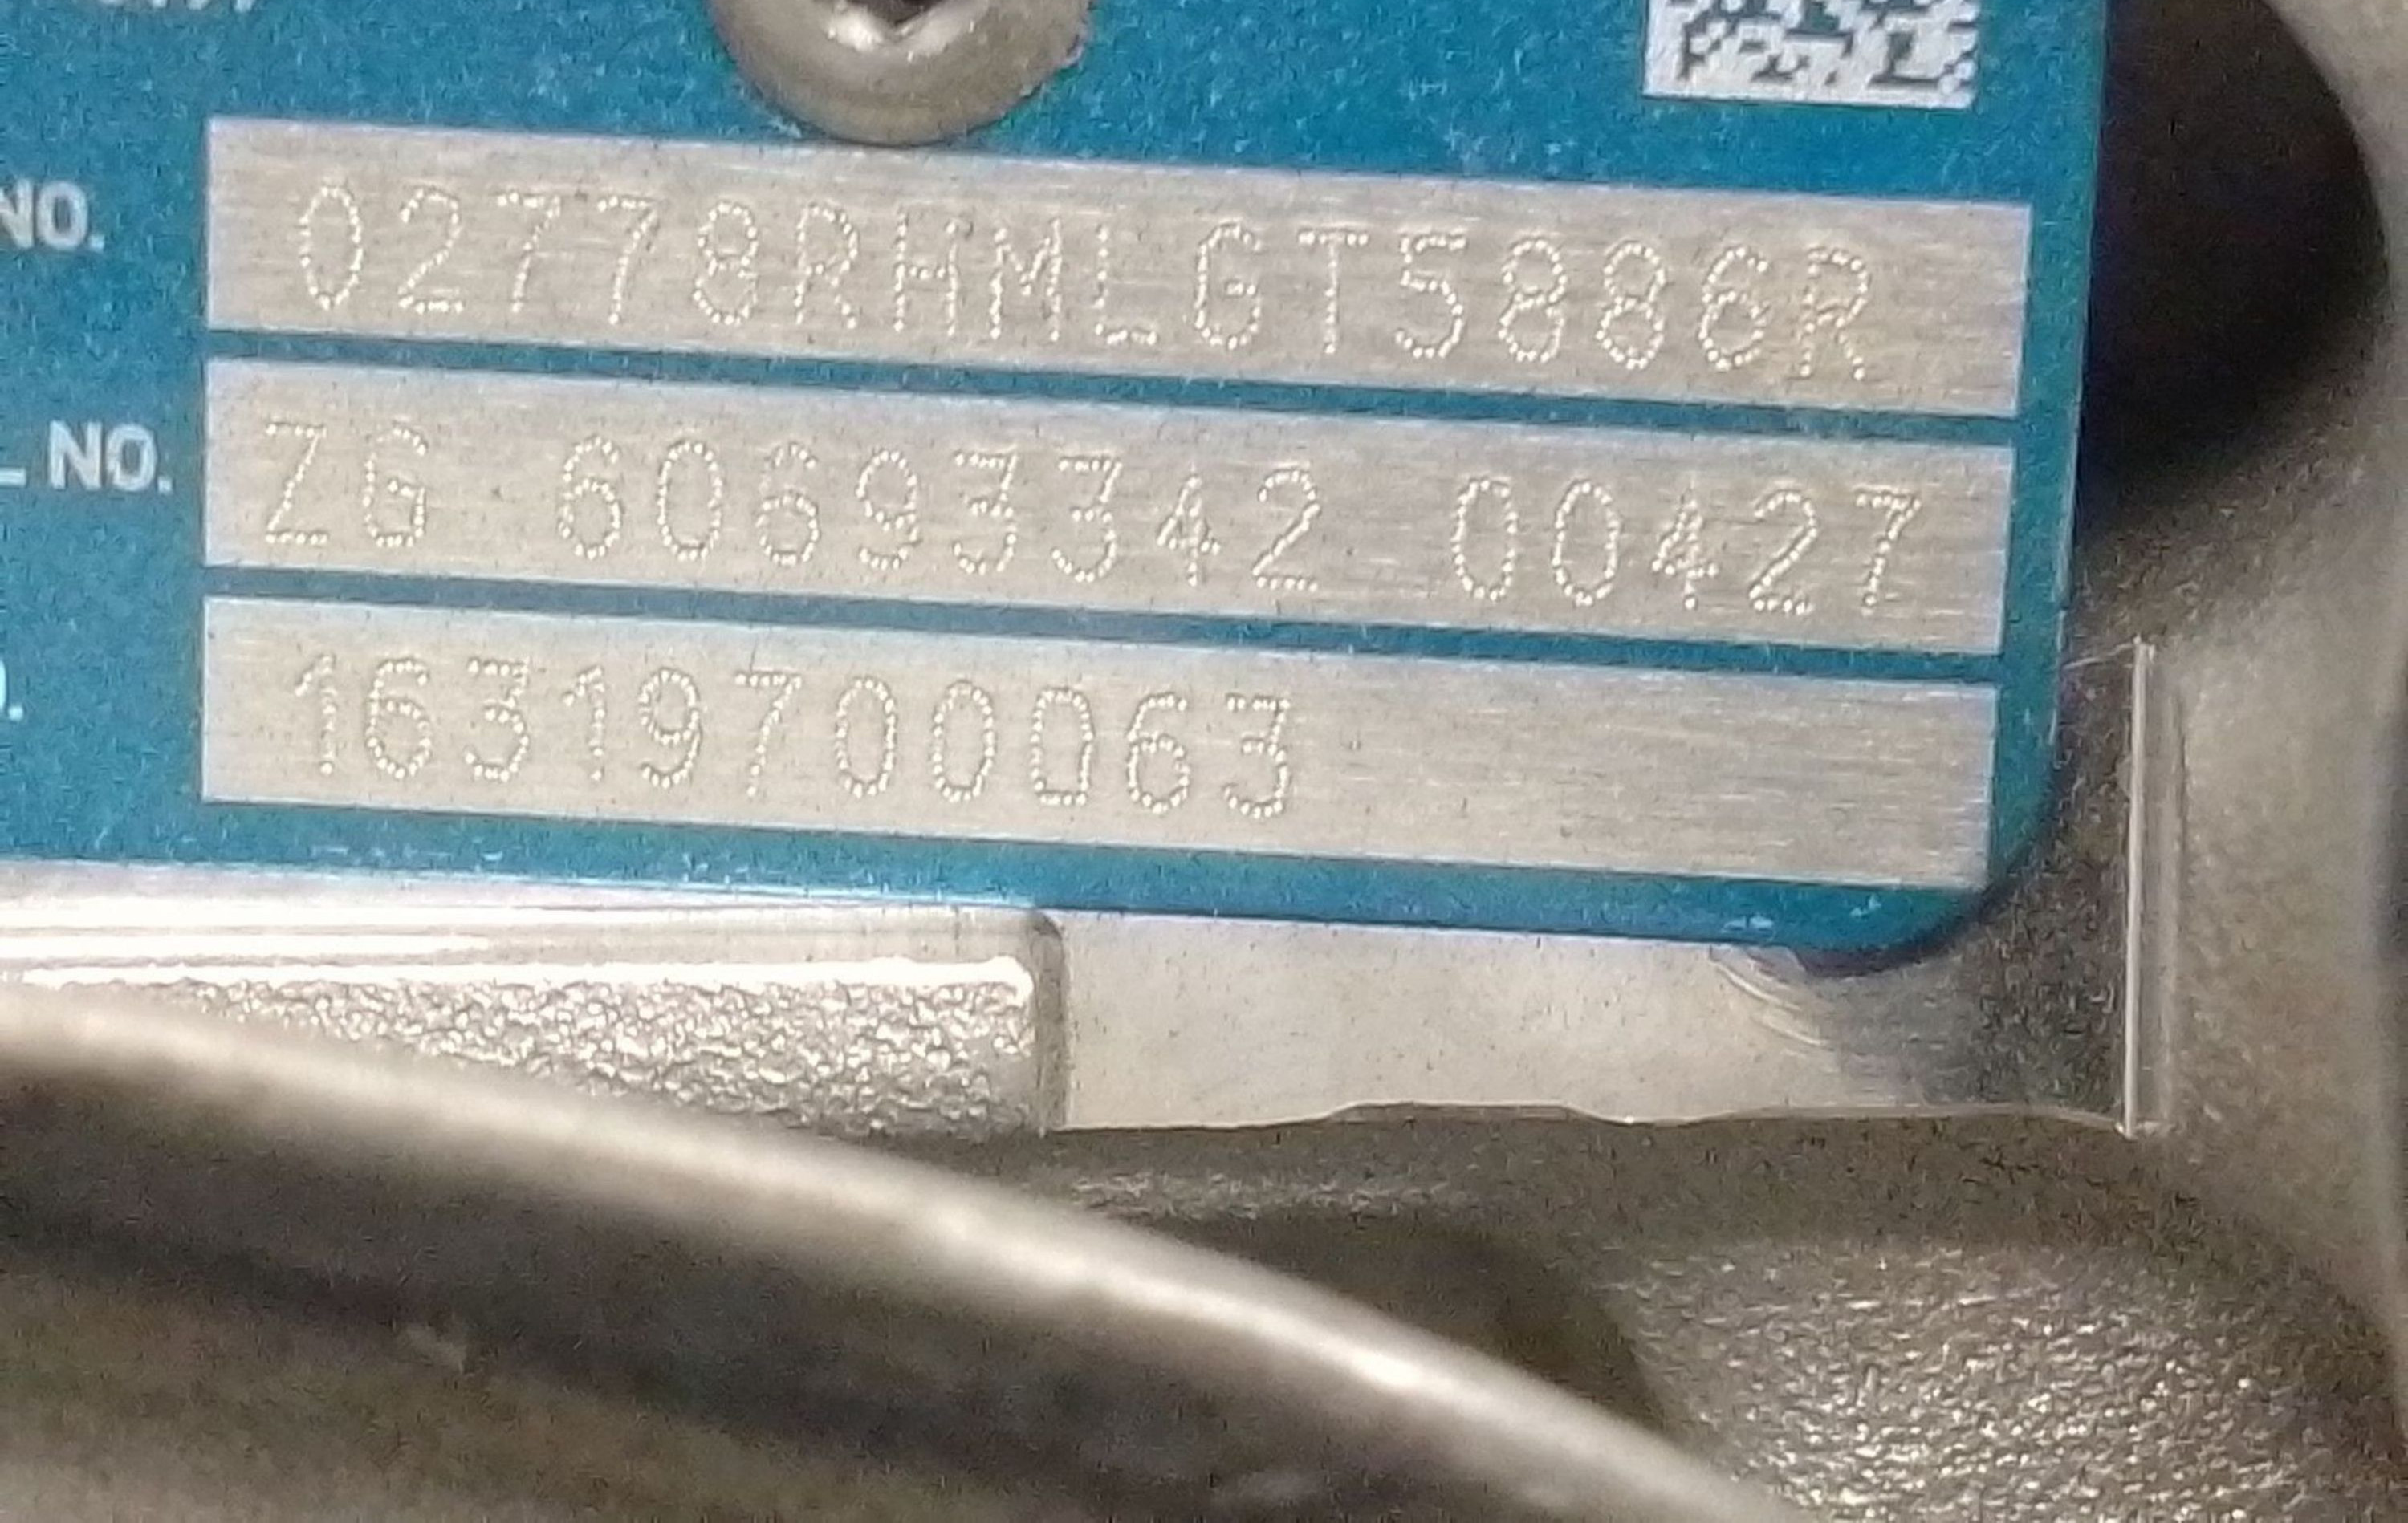 NO. 02778RHMLGT5886R
L NO. ZG 60693342 00427
16319700063